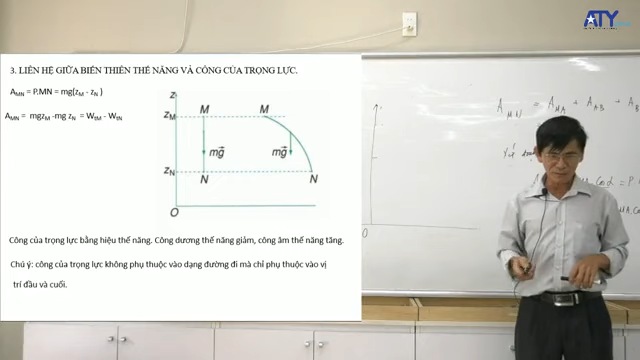 ATY
3. LIÊN HỆ GIỮA BIẾN THIÊN THẾ NĂNG VÀ CÔNG CỦA TRỌNG LỰC.
A_MN = P.MN = mg(z_M - z_N )
A_MN = mgz_M -mg z_N = W_tM - W_tN
z
z_M M M
mg⃗ mg⃗
z_N N N
O
Công của trọng lực bằng hiệu thế năng. Công dương thế năng giảm, công âm thế năng tăng.
Chú ý: công của trọng lực không phụ thuộc vào dạng đường đi mà chỉ phụ thuộc vào vị
trí đầu và cuối.
A_MN = A_MA + A_AB +